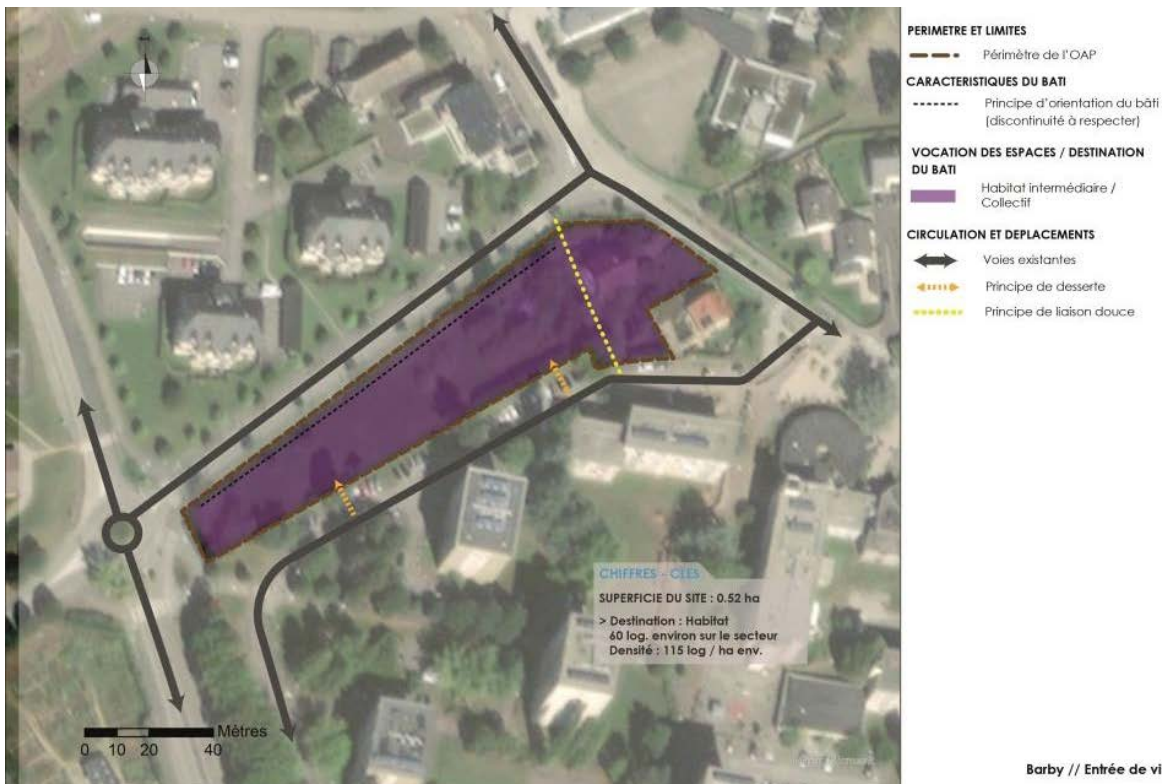 PERIMETRE ET LIMITES
Périmètre de l'OAP
CARACTERISTIQUES DU BATI
Principe d'orientation du bâti
(discontinuité à respecter)
VOCATION DES ESPACES / DESTINATION
DU BATI
Habitat intermédiaire /
Collectif
CIRCULATION ET DEPLACEMENTS
Voies existantes
Principe de desserte
Principe de liaison douce
CHIFFRES - CLES
SUPERFICIE DU SITE : 0.52 ha
> Destination : Habitat
60 log. environ sur le secteur
Densité : 115 log / ha env.
Mètres
0 10 20 40
Barby // Entrée de vi